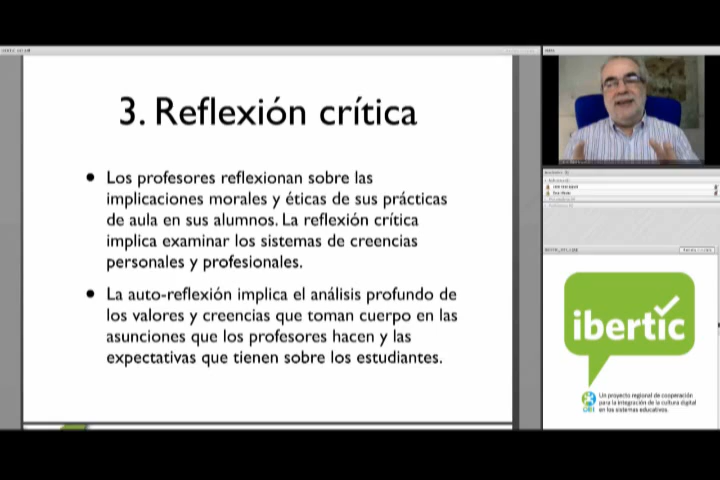 3. Reflexión crítica
Los profesores reflexionan sobre las
implicaciones morales y éticas de sus prácticas
de aula en sus alumnos. La reflexión crítica
implica examinar los sistemas de creencias
personales y profesionales.
La auto-reflexión implica el análisis profundo de
los valores y creencias que toman cuerpo en las
asunciones que los profesores hacen y las
expectativas que tienen sobre los estudiantes.
ibertic
Un proyecto regional de cooperación
para la integración de la cultura digital
en los sistemas educativos.